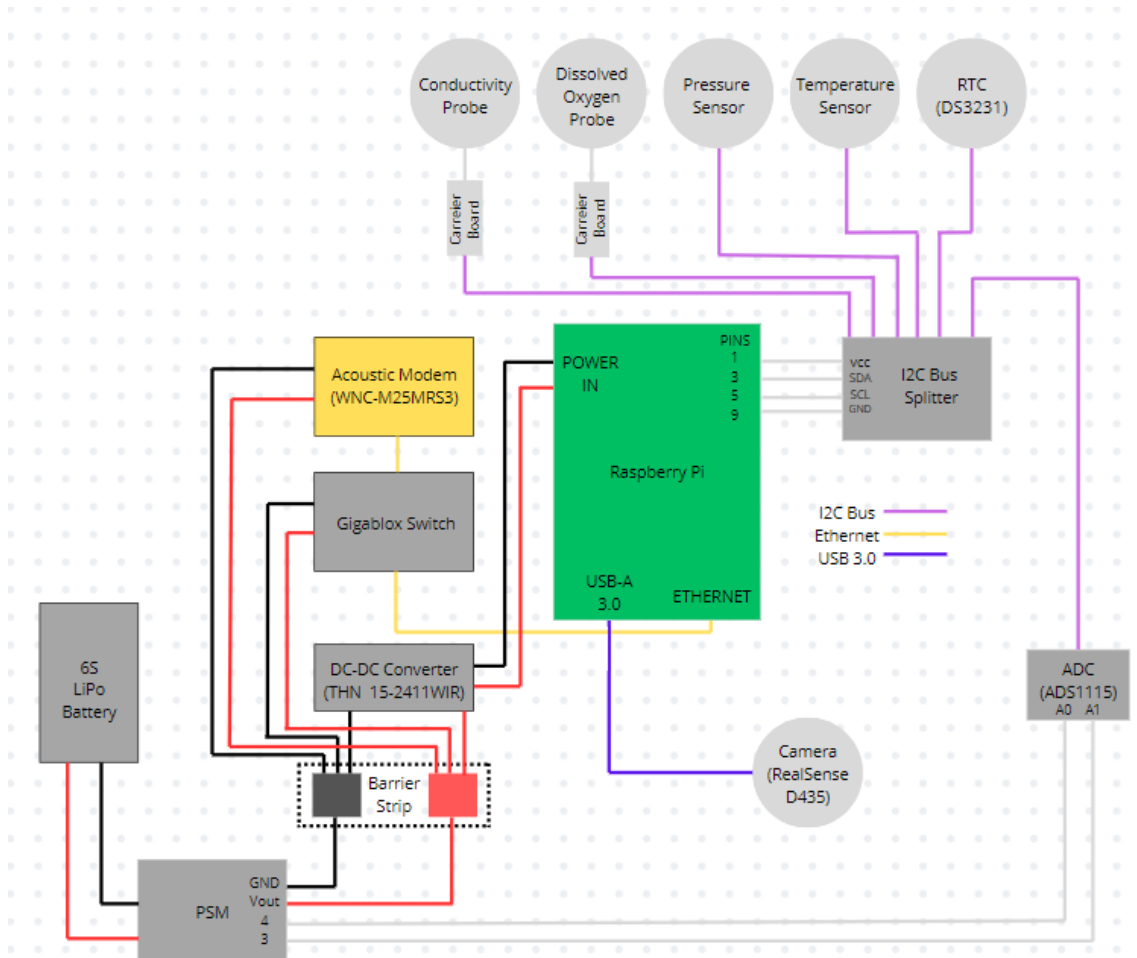 Conductivity
Probe
Dissolved
Oxygen
Probe
Pressure
Sensor
Temperature
Sensor
RTC
(DS3231)
Carreier
Board
Carreier
Board
Acoustic Modem
(WNC-M25MRS3)
POWER
IN
PINS
1
3
5
9
vcc
SDA
SCL
GND
I2C Bus
Splitter
Raspberry Pi
Gigablox Switch
I2C Bus
Ethernet
USB 3.0
USB-A
3.0
ETHERNET
6S
LiPo
Battery
DC-DC Converter
(THN 15-2411WIR)
ADC
(ADS1115)
A0 A1
Camera
(RealSense
D435)
Barrier
Strip
PSM
GND
Vout
4
3